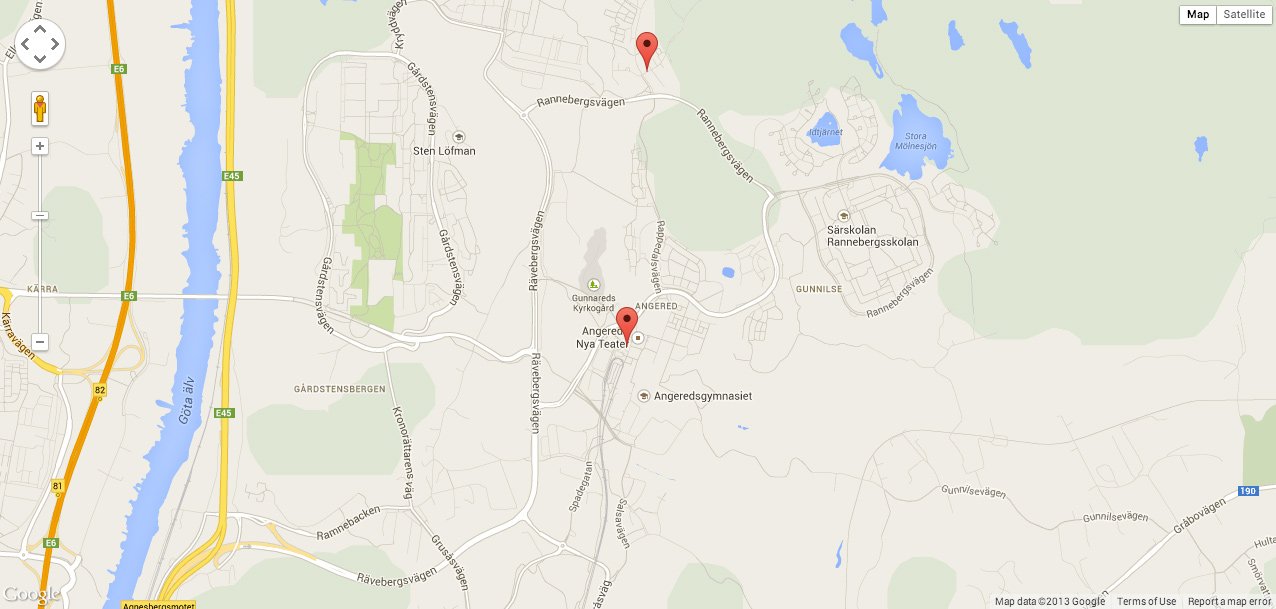 Map
Satellite
Kryddvägen
E6
Gårdstensvägen
Rannebergsvägen
Rannebergsvägen
Idtjärnet
Stora
Mölnesjön
Sten Löfman
E45
Särskolan
Rannebergsskolan
Rappedalsvägen
Rävebergsvägen
Gårdstensvägen
Gårdstensvägen
KÄRRA
E6
Gunnareds
Kyrkogård
ANGERED
GUNNILSE
Rannebergsvägen
Kärravägen
Angereds
Nya Teater
Rävebergsvägen
82
Göta älv
GÅRDSTENSBERGEN
Angeredsgymnasiet
E45
Kronorättarens väg
81
Spadegatan
Salsavägen
Gunnilsevägen
190
Gunnilsevägen
Gråbovägen
Ramnebacken
Grusåsvägen
E6
Rävebergsvägen
Google
Agnesbergsmotet
Map data ©2013 Google
Terms of Use
Report a map error